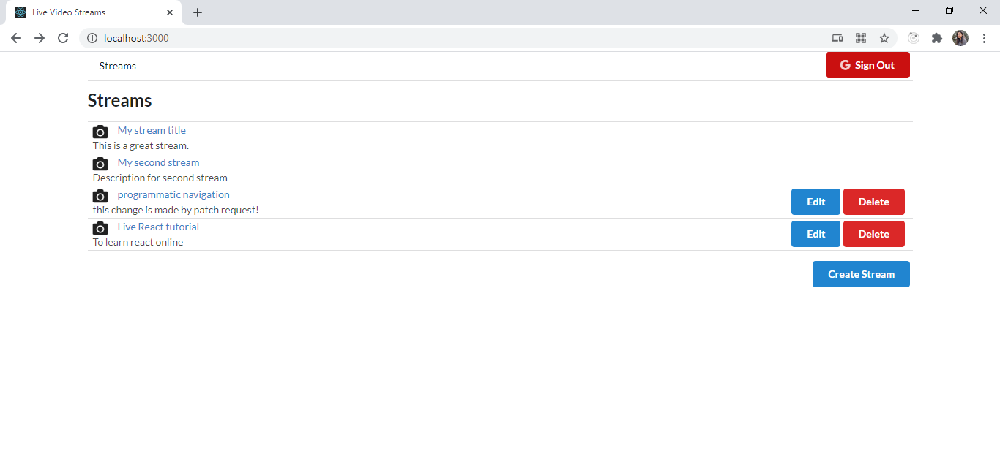 Live Video Streams
localhost:3000
Streams
Sign Out
Streams
My stream title
This is a great stream.
My second stream
Description for second stream
programmatic navigation
this change is made by patch request!
Edit Delete
Live React tutorial
To learn react online
Edit Delete
Create Stream